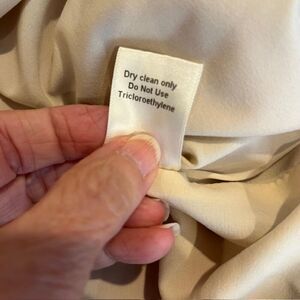 Dry clean only
Do Not Use
Tricloroethylene